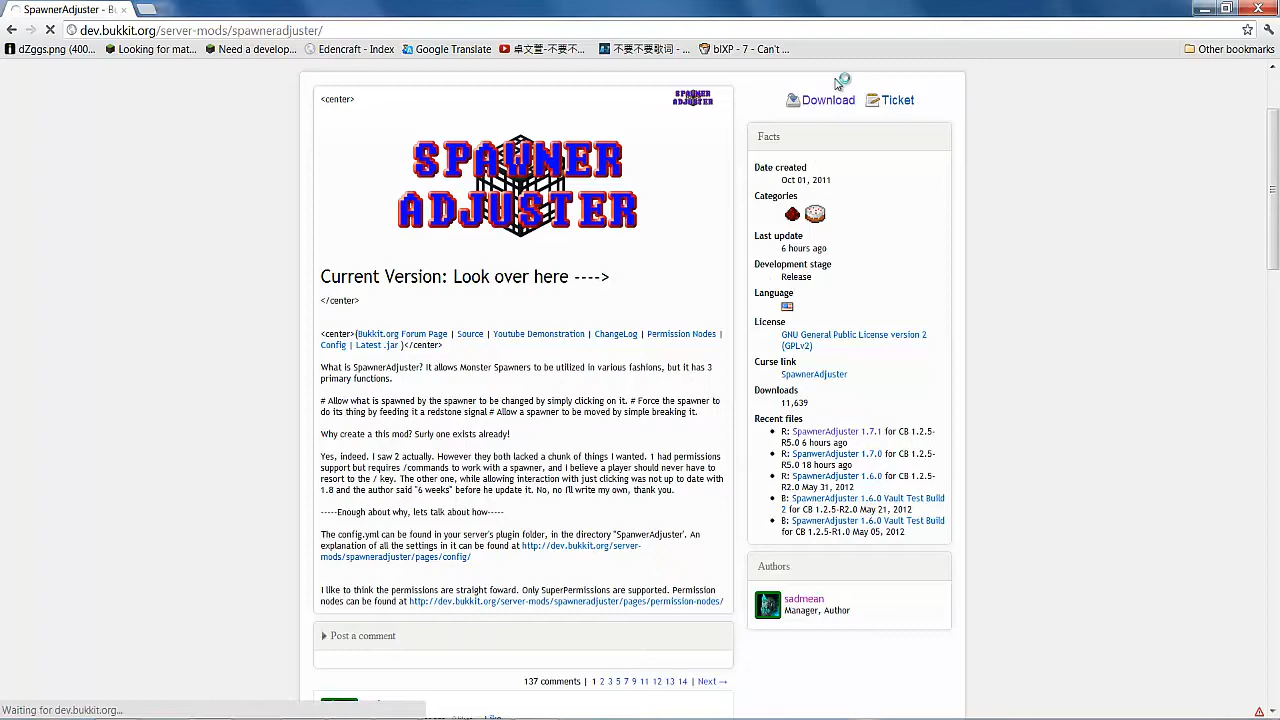 SpawnerAdjuster - Bu
dev.bukkit.org/server-mods/spawneradjuster/
dZggs.png (400...
Looking for mat...
Need a develop...
Edencraft - Index
Google Translate
卓文萱-不要不...
不要不要歌词 - ...
blXP - 7 - Can't ...
Other bookmarks
<center>
SPAWNER
ADJUSTER
SPAWNER
ADJUSTER
Current Version: Look over here ---->
</center>
<center>(Bukkit.org Forum Page | Source | Youtube Demonstration | ChangeLog | Permission Nodes |
Config | Latest .jar )</center>
What is SpawnerAdjuster? It allows Monster Spawners to be utilized in various fashions, but it has 3
primary functions.
# Allow what is spawned by the spawner to be changed by simply clicking on it. # Force the spawner to
do its thing by feeding it a redstone signal # Allow a spawner to be moved by simple breaking it.
Why create a this mod? Surly one exists already!
Yes, indeed. I saw 2 actually. However they both lacked a chunk of things I wanted. 1 had permissions
support but requires /commands to work with a spawner, and I believe a player should never have to
resort to the / key. The other one, while allowing interaction with just clicking was not up to date with
1.8 and the author said "6 weeks" before he update it. No, no I'll write my own, thank you.
-----Enough about why, lets talk about how-----
The config.yml can be found in your server's plugin folder, in the directory "SpanwerAdjuster'. An
explanation of all the settings in it can be found at http://dev.bukkit.org/server-
mods/spawneradjuster/pages/config/
I like to think the permissions are straight foward. Only SuperPermissions are supported. Permission
nodes can be found at http://dev.bukkit.org/server-mods/spawneradjuster/pages/permission-nodes/
Post a comment
137 comments | 1 2 3 5 7 9 11 12 13 14 | Next →
Like
Download
Ticket
Facts
Date created
Oct 01, 2011
Categories
Last update
6 hours ago
Development stage
Release
Language
License
GNU General Public License version 2
(GPLv2)
Curse link
SpawnerAdjuster
Downloads
11,639
Recent files
R: SpawnerAdjuster 1.7.1 for CB 1.2.5-
R5.0 6 hours ago
R: SpanwerAdjuster 1.7.0 for CB 1.2.5-
R5.0 18 hours ago
R: SpawnerAdjuster 1.6.0 for CB 1.2.5-
R2.0 May 31, 2012
B: SpawnerAdjuster 1.6.0 Vault Test Build
2 for CB 1.2.5-R2.0 May 21, 2012
B: SpawnerAdjuster 1.6.0 Vault Test Build
for CB 1.2.5-R1.0 May 05, 2012
Authors
sadmean
Manager, Author
Waiting for dev.bukkit.org...